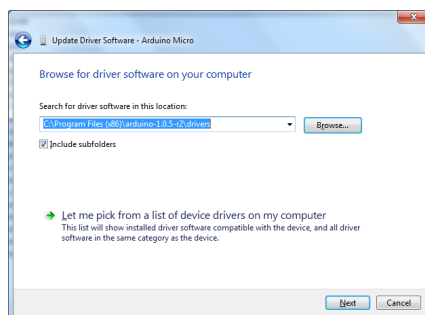 Update Driver Software - Arduino Micro
Browse for driver software on your computer
Search for driver software in this location:
C:\Program Files (x86)\arduino-1.0.5-r2\drivers
Browse...
Include subfolders
Let me pick from a list of device drivers on my computer
This list will show installed driver software compatible with the device, and all driver
software in the same category as the device.
Next
Cancel